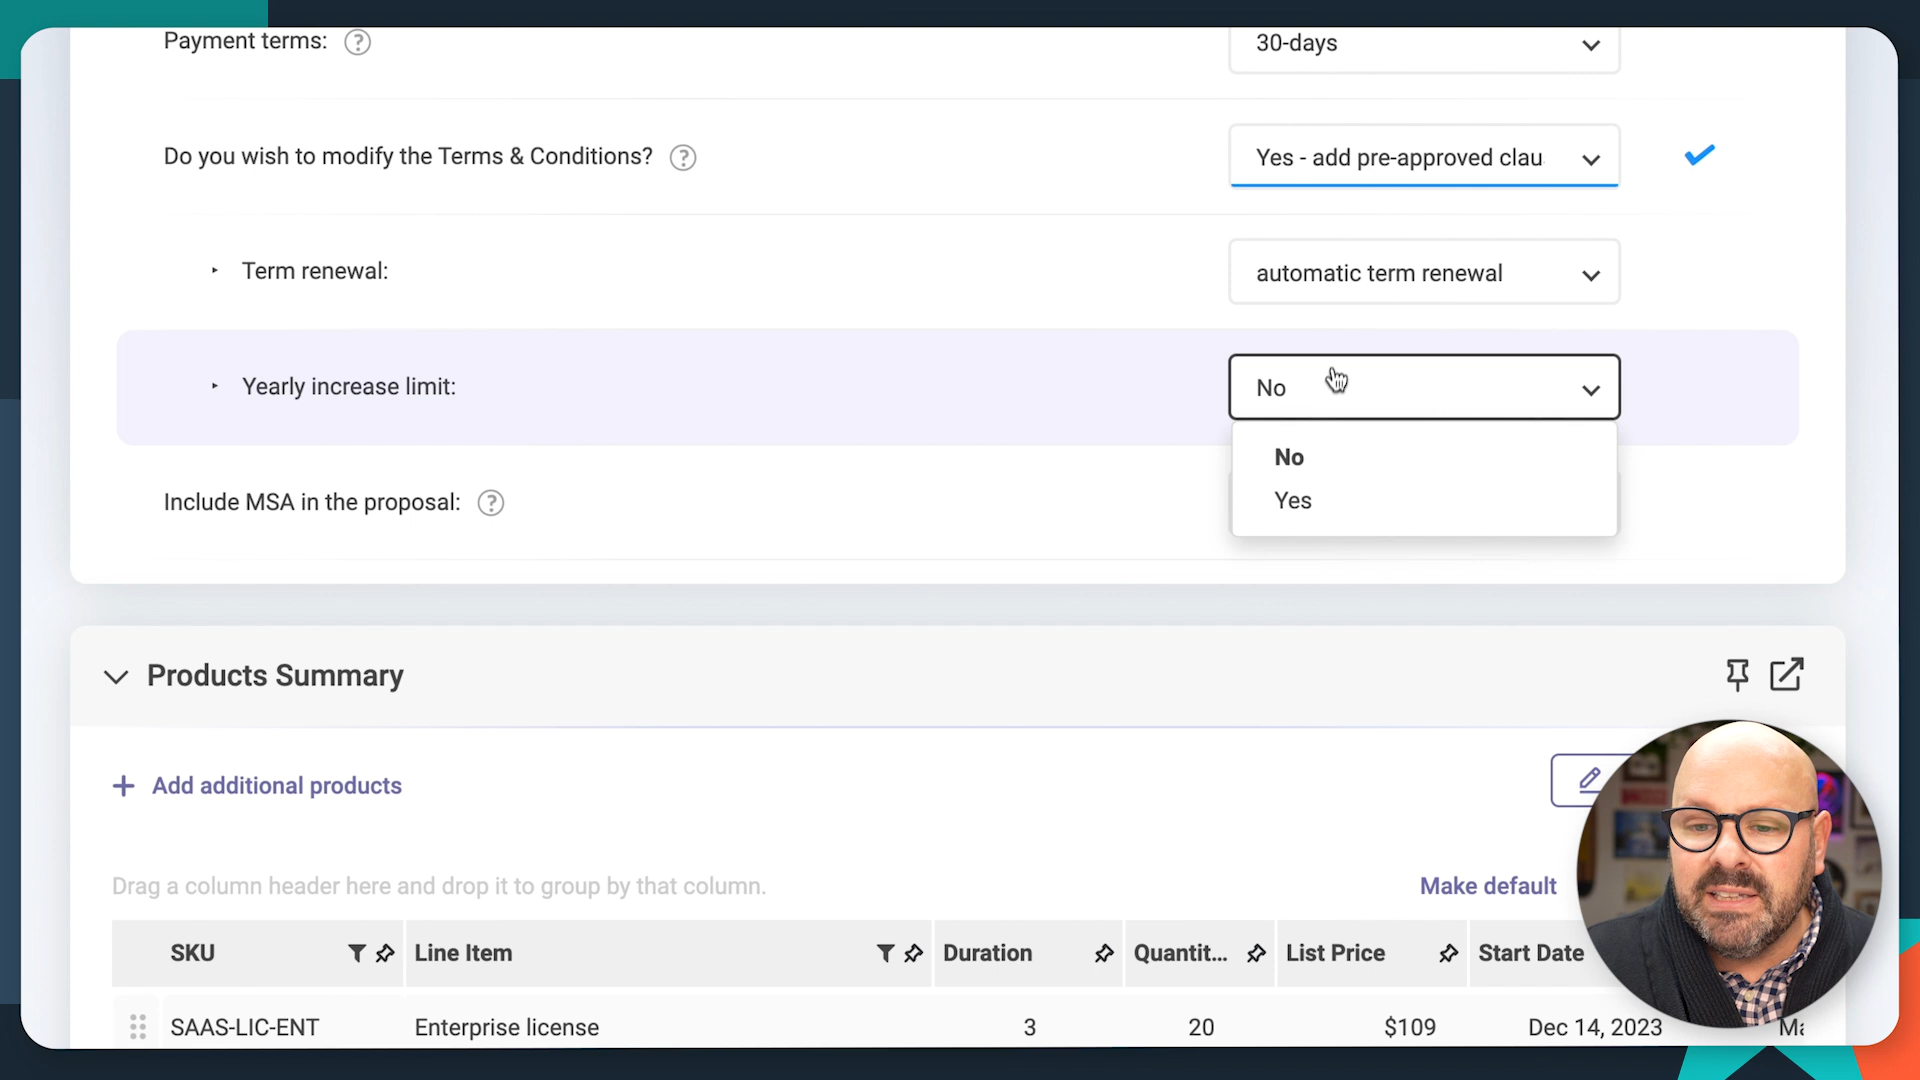 Payment terms: ?
30-days
Do you wish to modify the Terms & Conditions? ?
Yes - add pre-approved clau
Term renewal:
automatic term renewal
Yearly increase limit:
No
No
Yes
Include MSA in the proposal: ?
Products Summary
+ Add additional products
Drag a column header here and drop it to group by that column.
Make default
SKU Line Item Duration Quantit... List Price Start Date
SAAS-LIC-ENT Enterprise license 3 20 $109 Dec 14, 2023